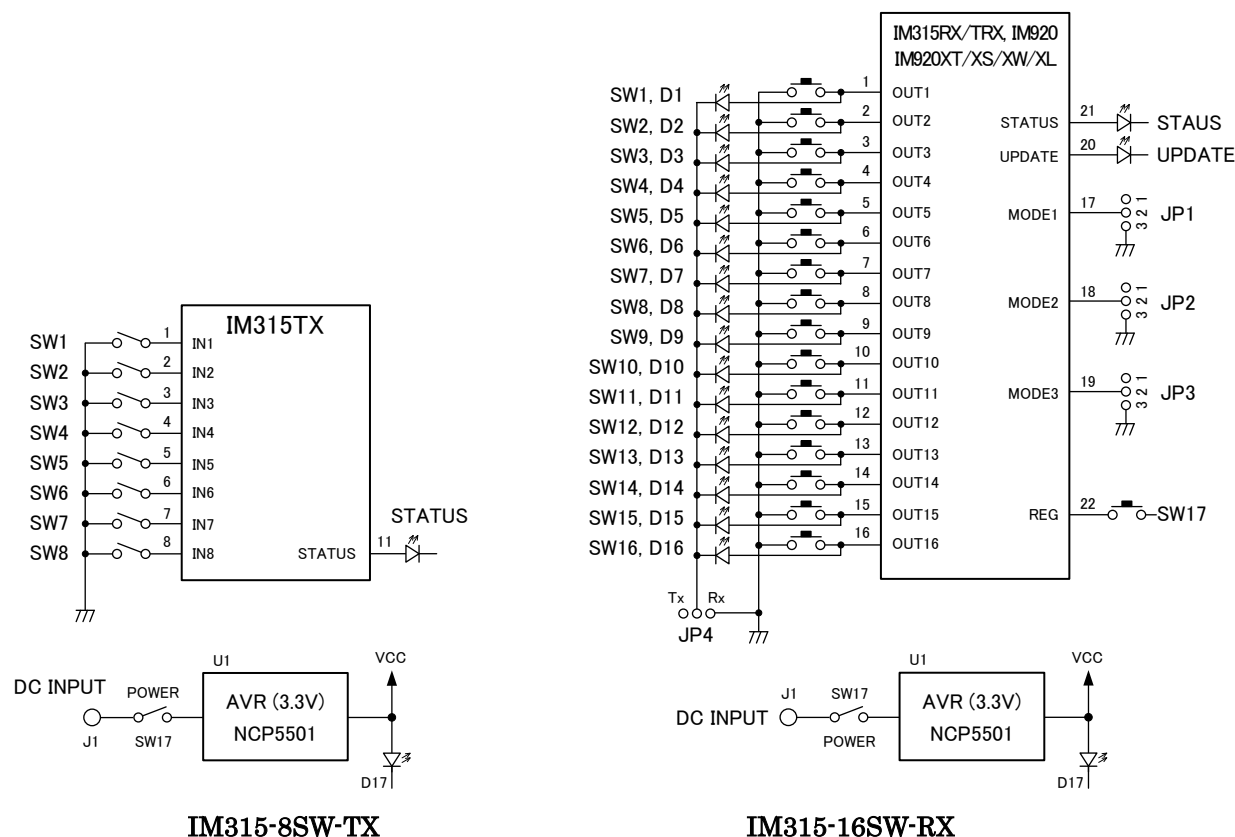 IM315TX
SW1 1 IN1
SW2 2 IN2
SW3 3 IN3
SW4 4 IN4
SW5 5 IN5
SW6 6 IN6
SW7 7 IN7
SW8 8 IN8
STATUS 11 STATUS
U1
VCC
DC INPUT
POWER
J1
SW17
AVR (3.3V)
NCP5501
D17
IM315-8SW-TX
IM315RX/TRX, IM920
IM920XT/XS/XW/XL
SW1, D1 1 OUT1
SW2, D2 2 OUT2
SW3, D3 3 OUT3
SW4, D4 4 OUT4
SW5, D5 5 OUT5
SW6, D6 6 OUT6
SW7, D7 7 OUT7
SW8, D8 8 OUT8
SW9, D9 9 OUT9
SW10, D10 10 OUT10
SW11, D11 11 OUT11
SW12, D12 12 OUT12
SW13, D13 13 OUT13
SW14, D14 14 OUT14
SW15, D15 15 OUT15
SW16, D16 16 OUT16
STATUS 21 STAUS
UPDATE 20 UPDATE
MODE1 17 3 2 1 JP1
MODE2 18 3 2 1 JP2
MODE3 19 3 2 1 JP3
REG 22 SW17
Tx Rx
JP4
U1
VCC
J1
SW17
DC INPUT
POWER
AVR (3.3V)
NCP5501
D17
IM315-16SW-RX